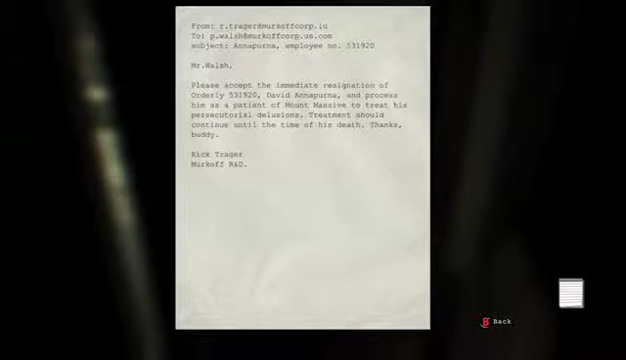 From: r.trager@murkoffcorp.lu
To: p.walsh@murkoffcorp.us.com
subject: Annapurna, employee no. 531920
Mr.Walsh,
Please accept the immediate resignation of
Orderly 531920, David Annapurna, and process
him as a patient of Mount Massive to treat his
persecutorial delusions. Treatment should
continue until the time of his death. Thanks,
buddy.
Rick Trager
Murkoff R&D.
Back